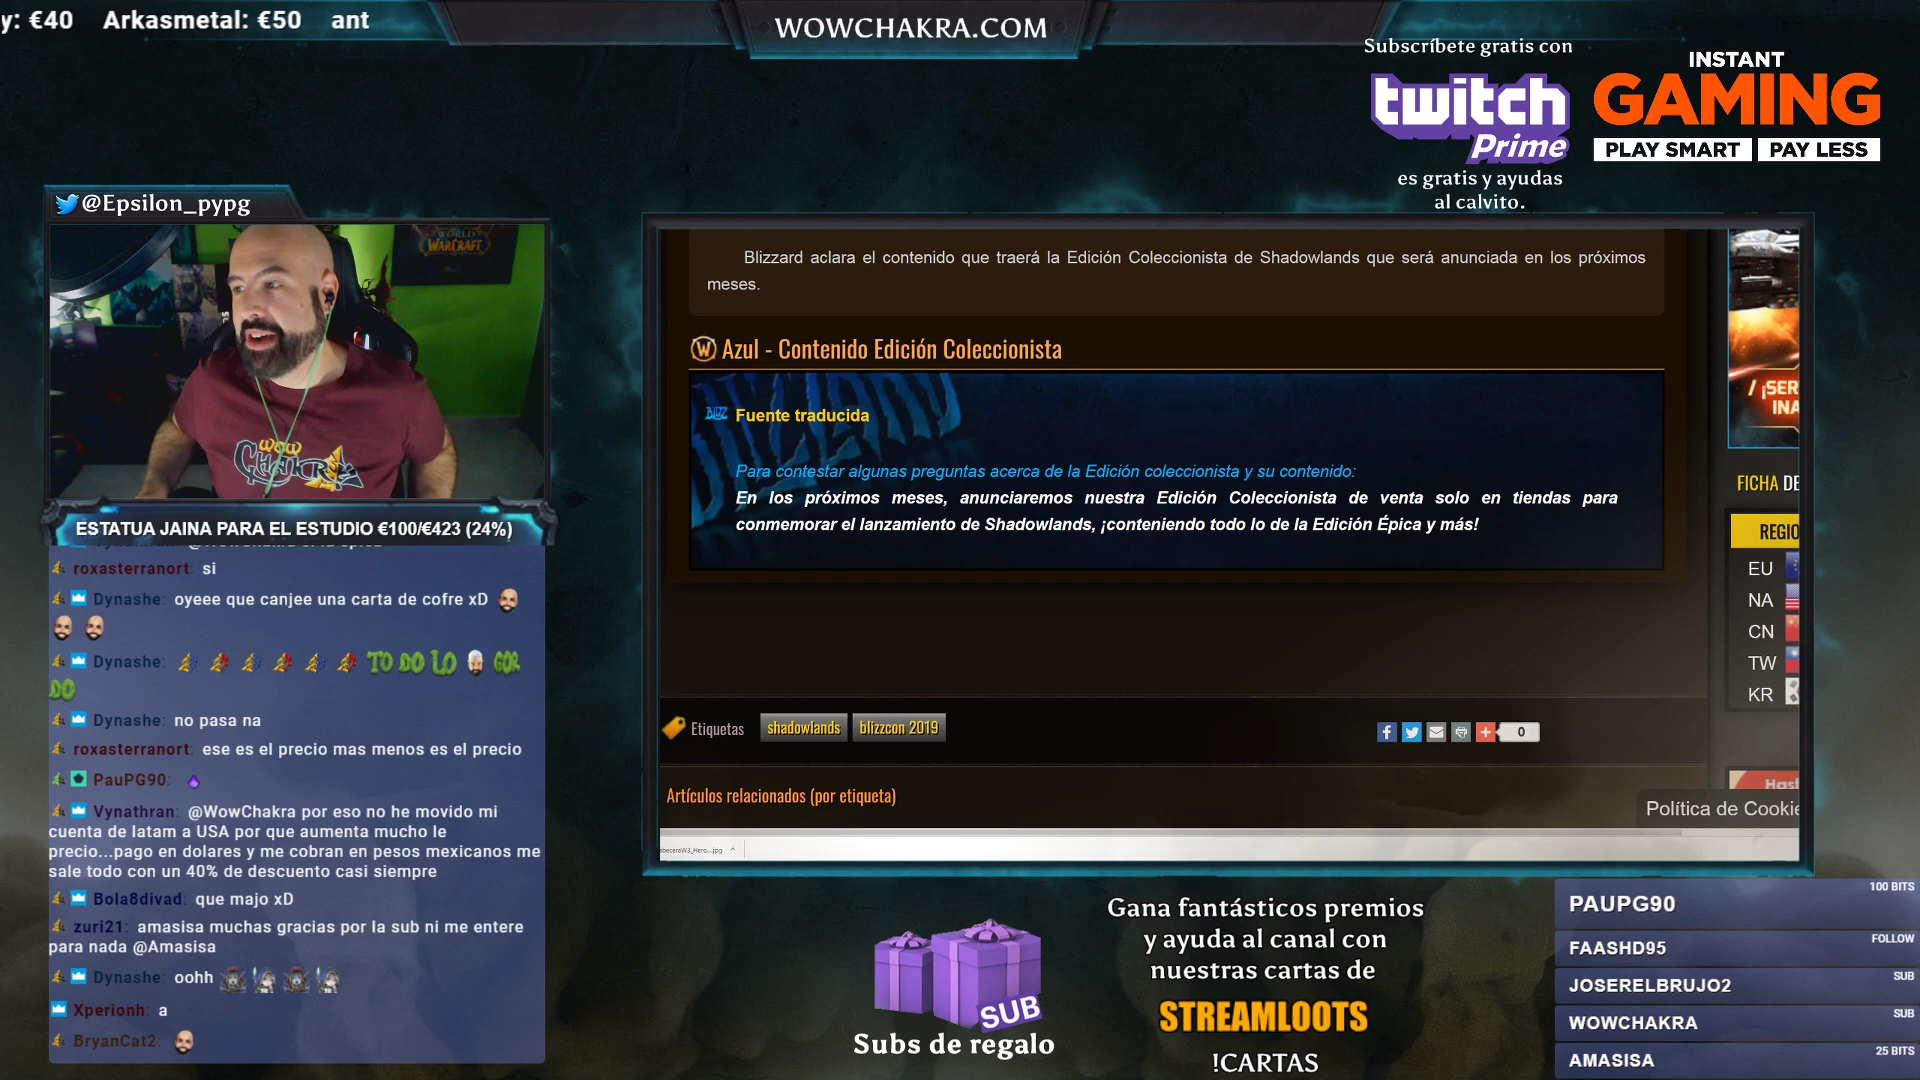 y: €40 Arkasmetal: €50 ant
WOWCHAKRA.COM
Subscríbete gratis con
twitch
Prime
es gratis y ayudas
al calvito.
INSTANT
GAMING
PLAY SMART PAY LESS
@Epsilon_pypg
WORLD
WARCRAFT
WOW
CHAKRA
ESTATUA JAINA PARA EL ESTUDIO €100/€423 (24%)
roxasterranort: si
Dynashe: oyeee que canjee una carta de cofre xD
Dynashe: TO DO LO GOR
DO
Dynashe: no pasa na
roxasterranort: ese es el precio mas menos es el precio
PauPG90:
Vynathran: @WowChakra por eso no he movido mi
cuenta de latam a USA por que aumenta mucho le
precio...pago en dolares y me cobran en pesos mexicanos me
sale todo con un 40% de descuento casi siempre
Bola8divad: que majo xD
zuri21: amasisa muchas gracias por la sub ni me entere
para nada @Amasisa
Dynashe: oohh
Xperionh: a
BryanCat2:
Blizzard aclara el contenido que traerá la Edición Coleccionista de Shadowlands que será anunciada en los próximos
meses.
Azul - Contenido Edición Coleccionista
BLIZZ Fuente traducida
Para contestar algunas preguntas acerca de la Edición coleccionista y su contenido:
En los próximos meses, anunciaremos nuestra Edición Coleccionista de venta solo en tiendas para
conmemorar el lanzamiento de Shadowlands, ¡conteniendo todo lo de la Edición Épica y más!
Etiquetas shadowlands blizzcon 2019
0
Artículos relacionados (por etiqueta)
/ ¡SER
INA
FICHA DE
REGIO
EU
NA
CN
TW
KR
Hast
Política de Cookie
abeceraW3_Hero....jpg
SUB
Subs de regalo
Gana fantásticos premios
y ayuda al canal con
nuestras cartas de
STREAMLOOTS
!CARTAS
PAUPG90 100 BITS
FAASHD95 FOLLOW
JOSERELBRUJO2 SUB
WOWCHAKRA SUB
AMASISA 25 BITS